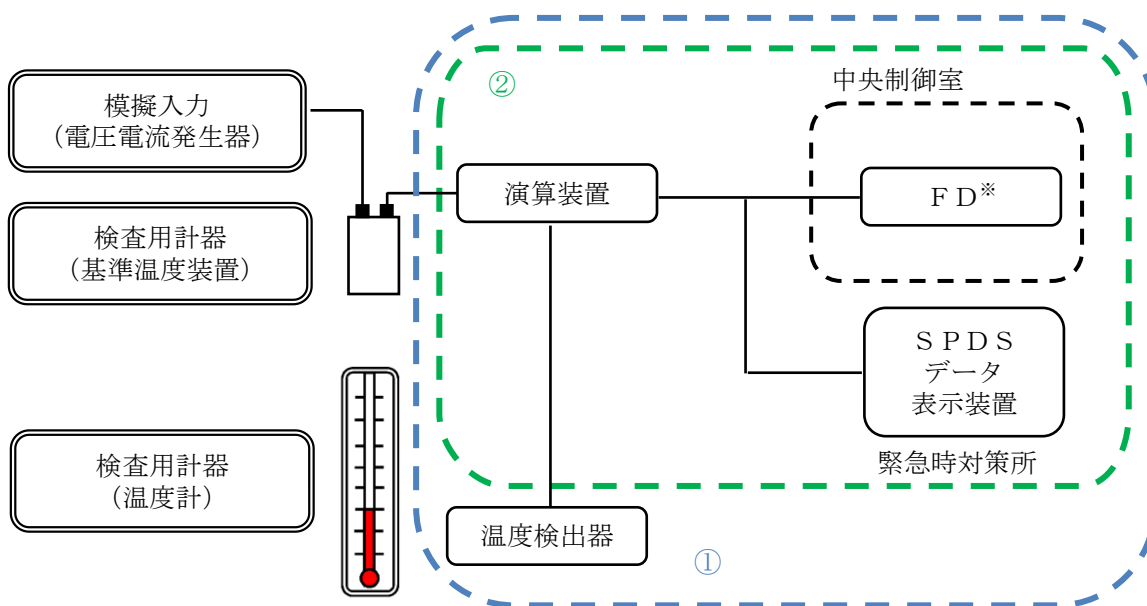 模擬入力
（電圧電流発生器）
検査用計器
（基準温度装置）
検査用計器
（温度計）
②
中央制御室
演算装置
ＦＤ※
ＳＰＤＳ
データ
表示装置
緊急時対策所
温度検出器
①